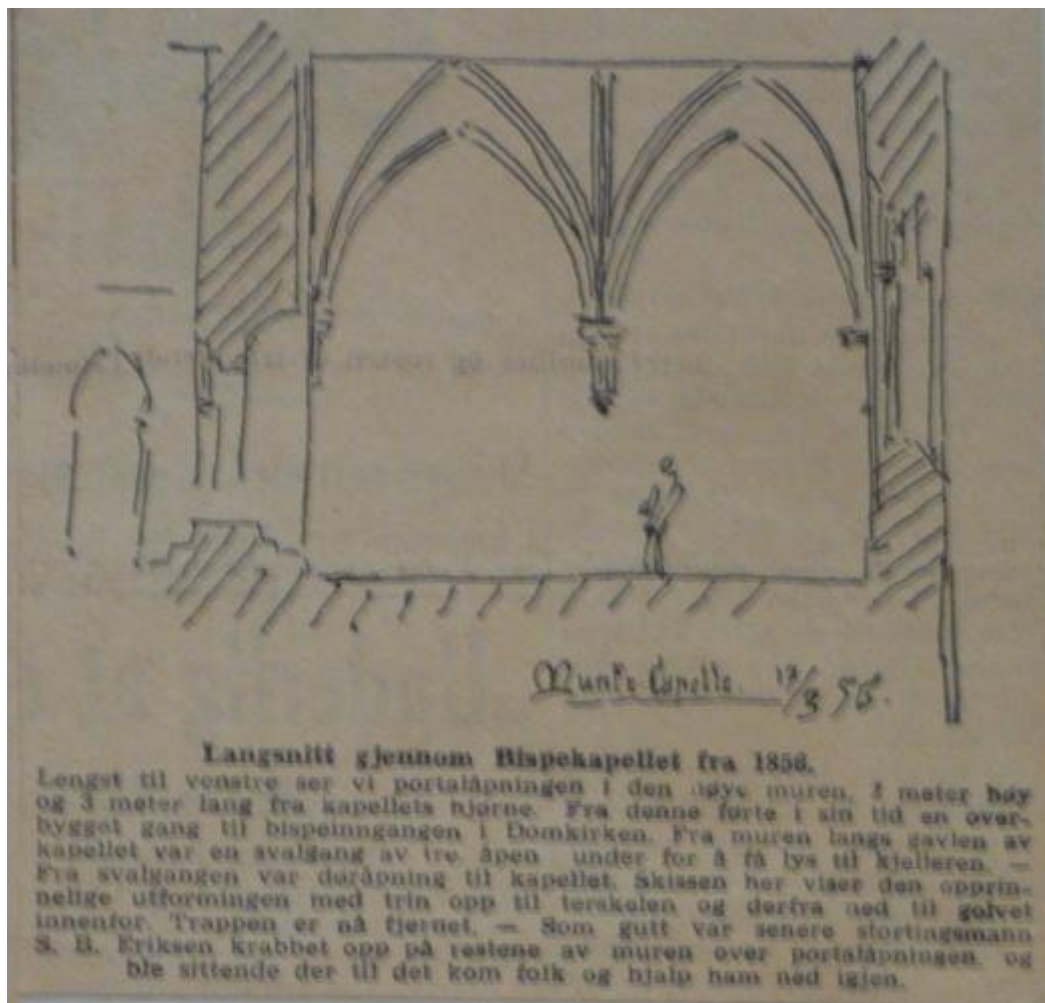 Munk's Capelle. 17/3 56.
Langsnitt gjennom Bispekapellet fra 1856.
Lengst til venstre ser vi portalåpningen i den høye muren, 2 meter høy
og 3 meter lang fra kapellets hjørne. Fra denne førte i sin tid en over-
bygget gang til bispeinngangen i Domkirken. Fra muren langs gavlen av
kapellet var en svalgang av tre, åpen under for å få lys til kjelleren. —
Fra svalgangen var døråpning til kapellet. Skissen her viser den opprin-
nelige utformingen med trin opp til terskelen og derfra ned til golvet
innenfor. Trappen er nå fjernet. — Som gutt var senere stortingsmann
S. B. Eriksen krabbet opp på restene av muren over portalåpningen, og
ble sittende der til det kom folk og hjalp ham ned igjen.